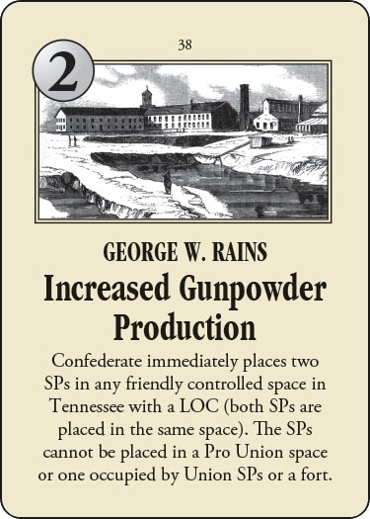 38
2
GEORGE W. RAINS
Increased Gunpowder
Production
Confederate immediately places two
SPs in any friendly controlled space in
Tennessee with a LOC (both SPs are
placed in the same space). The SPs
cannot be placed in a Pro Union space
or one occupied by Union SPs or a fort.